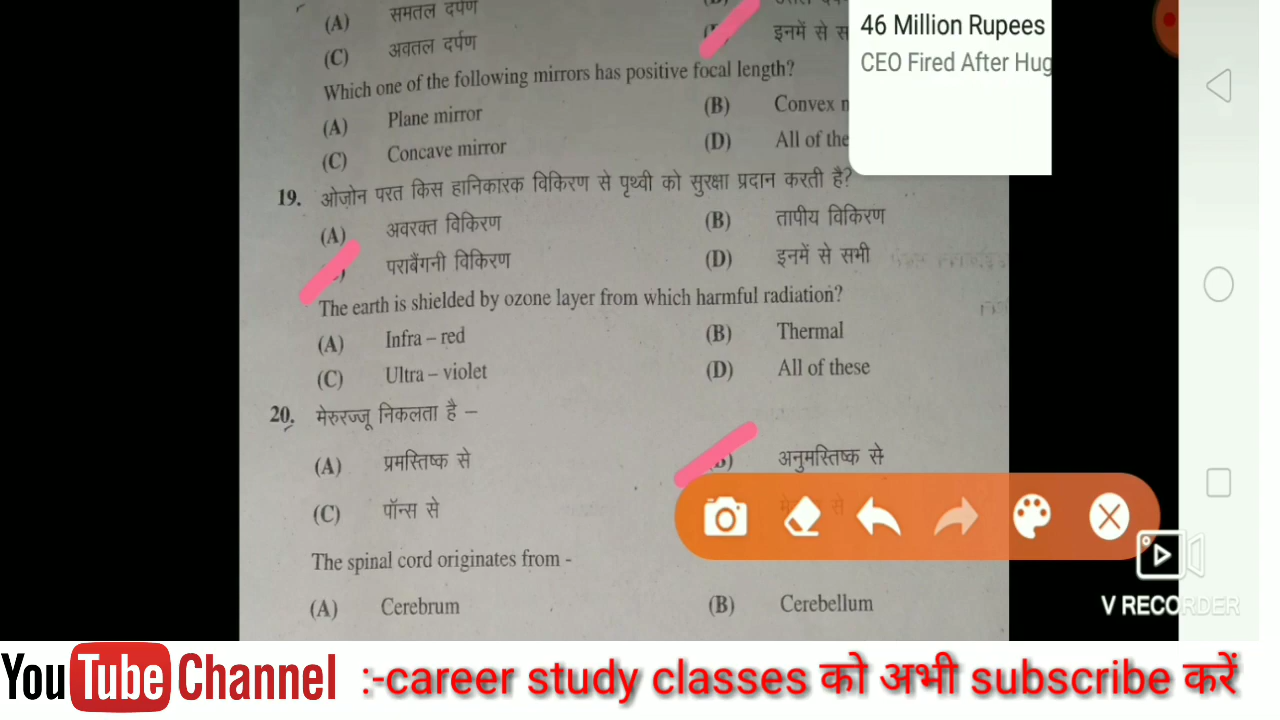 (A) समतल दर्पण
(C) अवतल दर्पण इनमें से स
Which one of the following mirrors has positive focal length?
(A) Plane mirror (B) Convex m
(C) Concave mirror (D) All of the
46 Million Rupees
CEO Fired After Hug
19. ओज़ोन परत किस हानिकारक विकिरण से पृथ्वी को सुरक्षा प्रदान करती है?
(A) अवरक्त विकिरण (B) तापीय विकिरण
पराबैंगनी विकिरण (D) इनमें से सभी
The earth is shielded by ozone layer from which harmful radiation?
(A) Infra – red (B) Thermal
(C) Ultra – violet (D) All of these
20. मेरुरज्जू निकलता है –
(A) प्रमस्तिष्क से अनुमस्तिष्क से
(C) पॉन्स से
The spinal cord originates from -
(A) Cerebrum (B) Cerebellum
V RECORDER
YouTube Channel :-career study classes को अभी subscribe करें